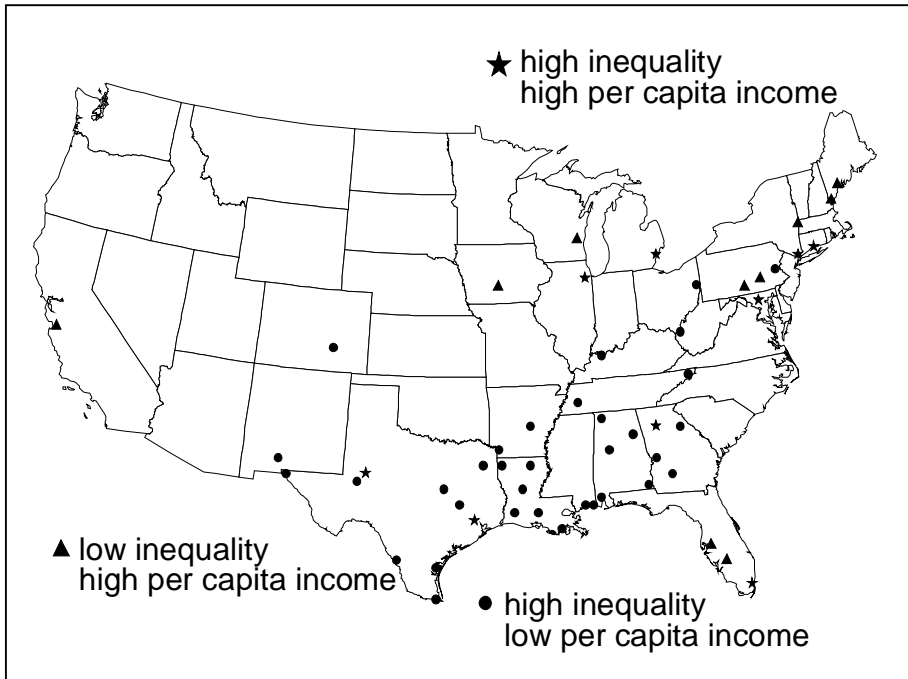 high inequality
high per capita income
low inequality
high per capita income
high inequality
low per capita income